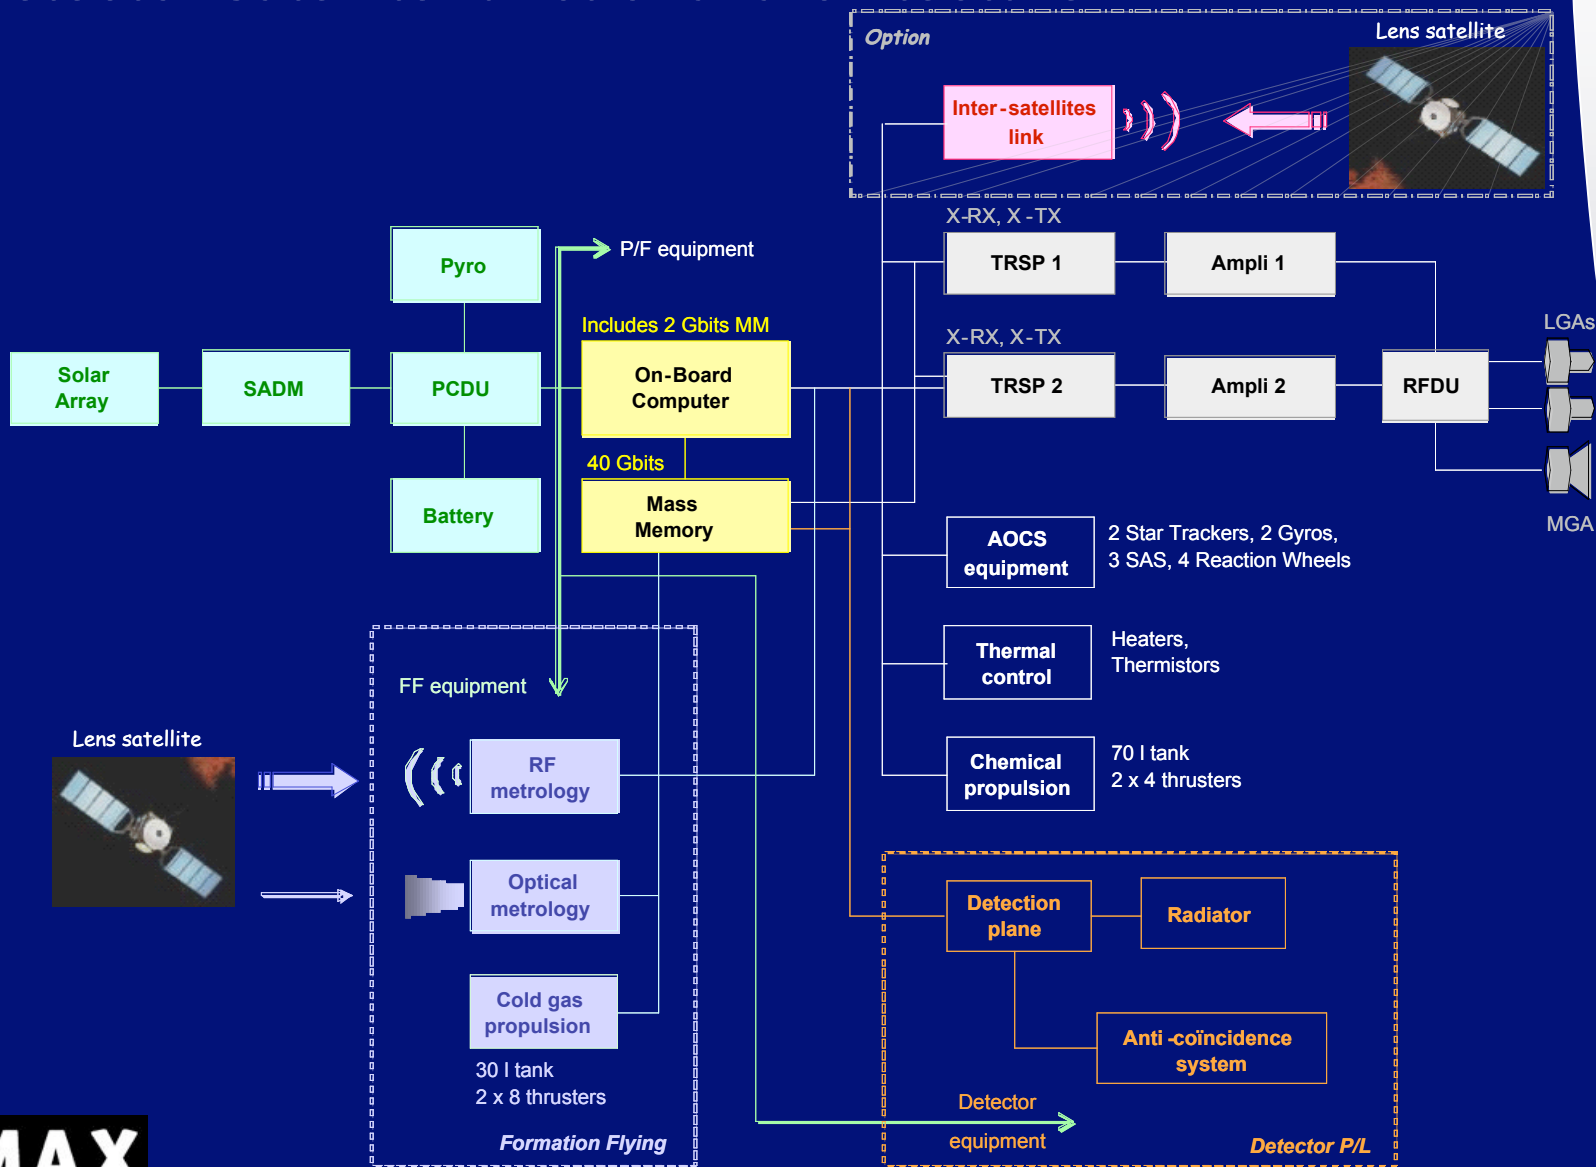 Option
Lens satellite
Inter-satellites
link
X-RX, X-TX
TRSP 1
Ampli 1
P/F equipment
Pyro
Includes 2 Gbits MM
X-RX, X-TX
LGAs
Solar
Array
SADM
PCDU
On-Board
Computer
TRSP 2
Ampli 2
RFDU
40 Gbits
Battery
Mass
Memory
MGA
AOCS
equipment
2 Star Trackers, 2 Gyros,
3 SAS, 4 Reaction Wheels
Thermal
control
Heaters,
Thermistors
FF equipment
Lens satellite
RF
metrology
Chemical
propulsion
70 l tank
2 x 4 thrusters
Optical
metrology
Detection
plane
Radiator
Cold gas
propulsion
Anti-coïncidence
system
30 l tank
2 x 8 thrusters
Detector
equipment
Formation Flying
Detector P/L